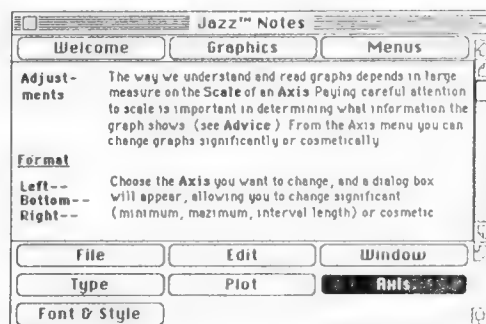 Jazz™ Notes
Welcome Graphics Menus
Adjust-
ments
The way we understand and read graphs depends in large
measure on the Scale of an Axis Paying careful attention
to scale is important in determining what information the
graph shows (see Advice) From the Axis menu you can
change graphs significantly or cosmetically
Format
Left--
Bottom--
Right--
Choose the Axis you want to change, and a dialog box
will appear, allowing you to change significant
(minimum, mazimum, interval length) or cosmetic
File Edit Window
Type Plot Axis
Font & Style